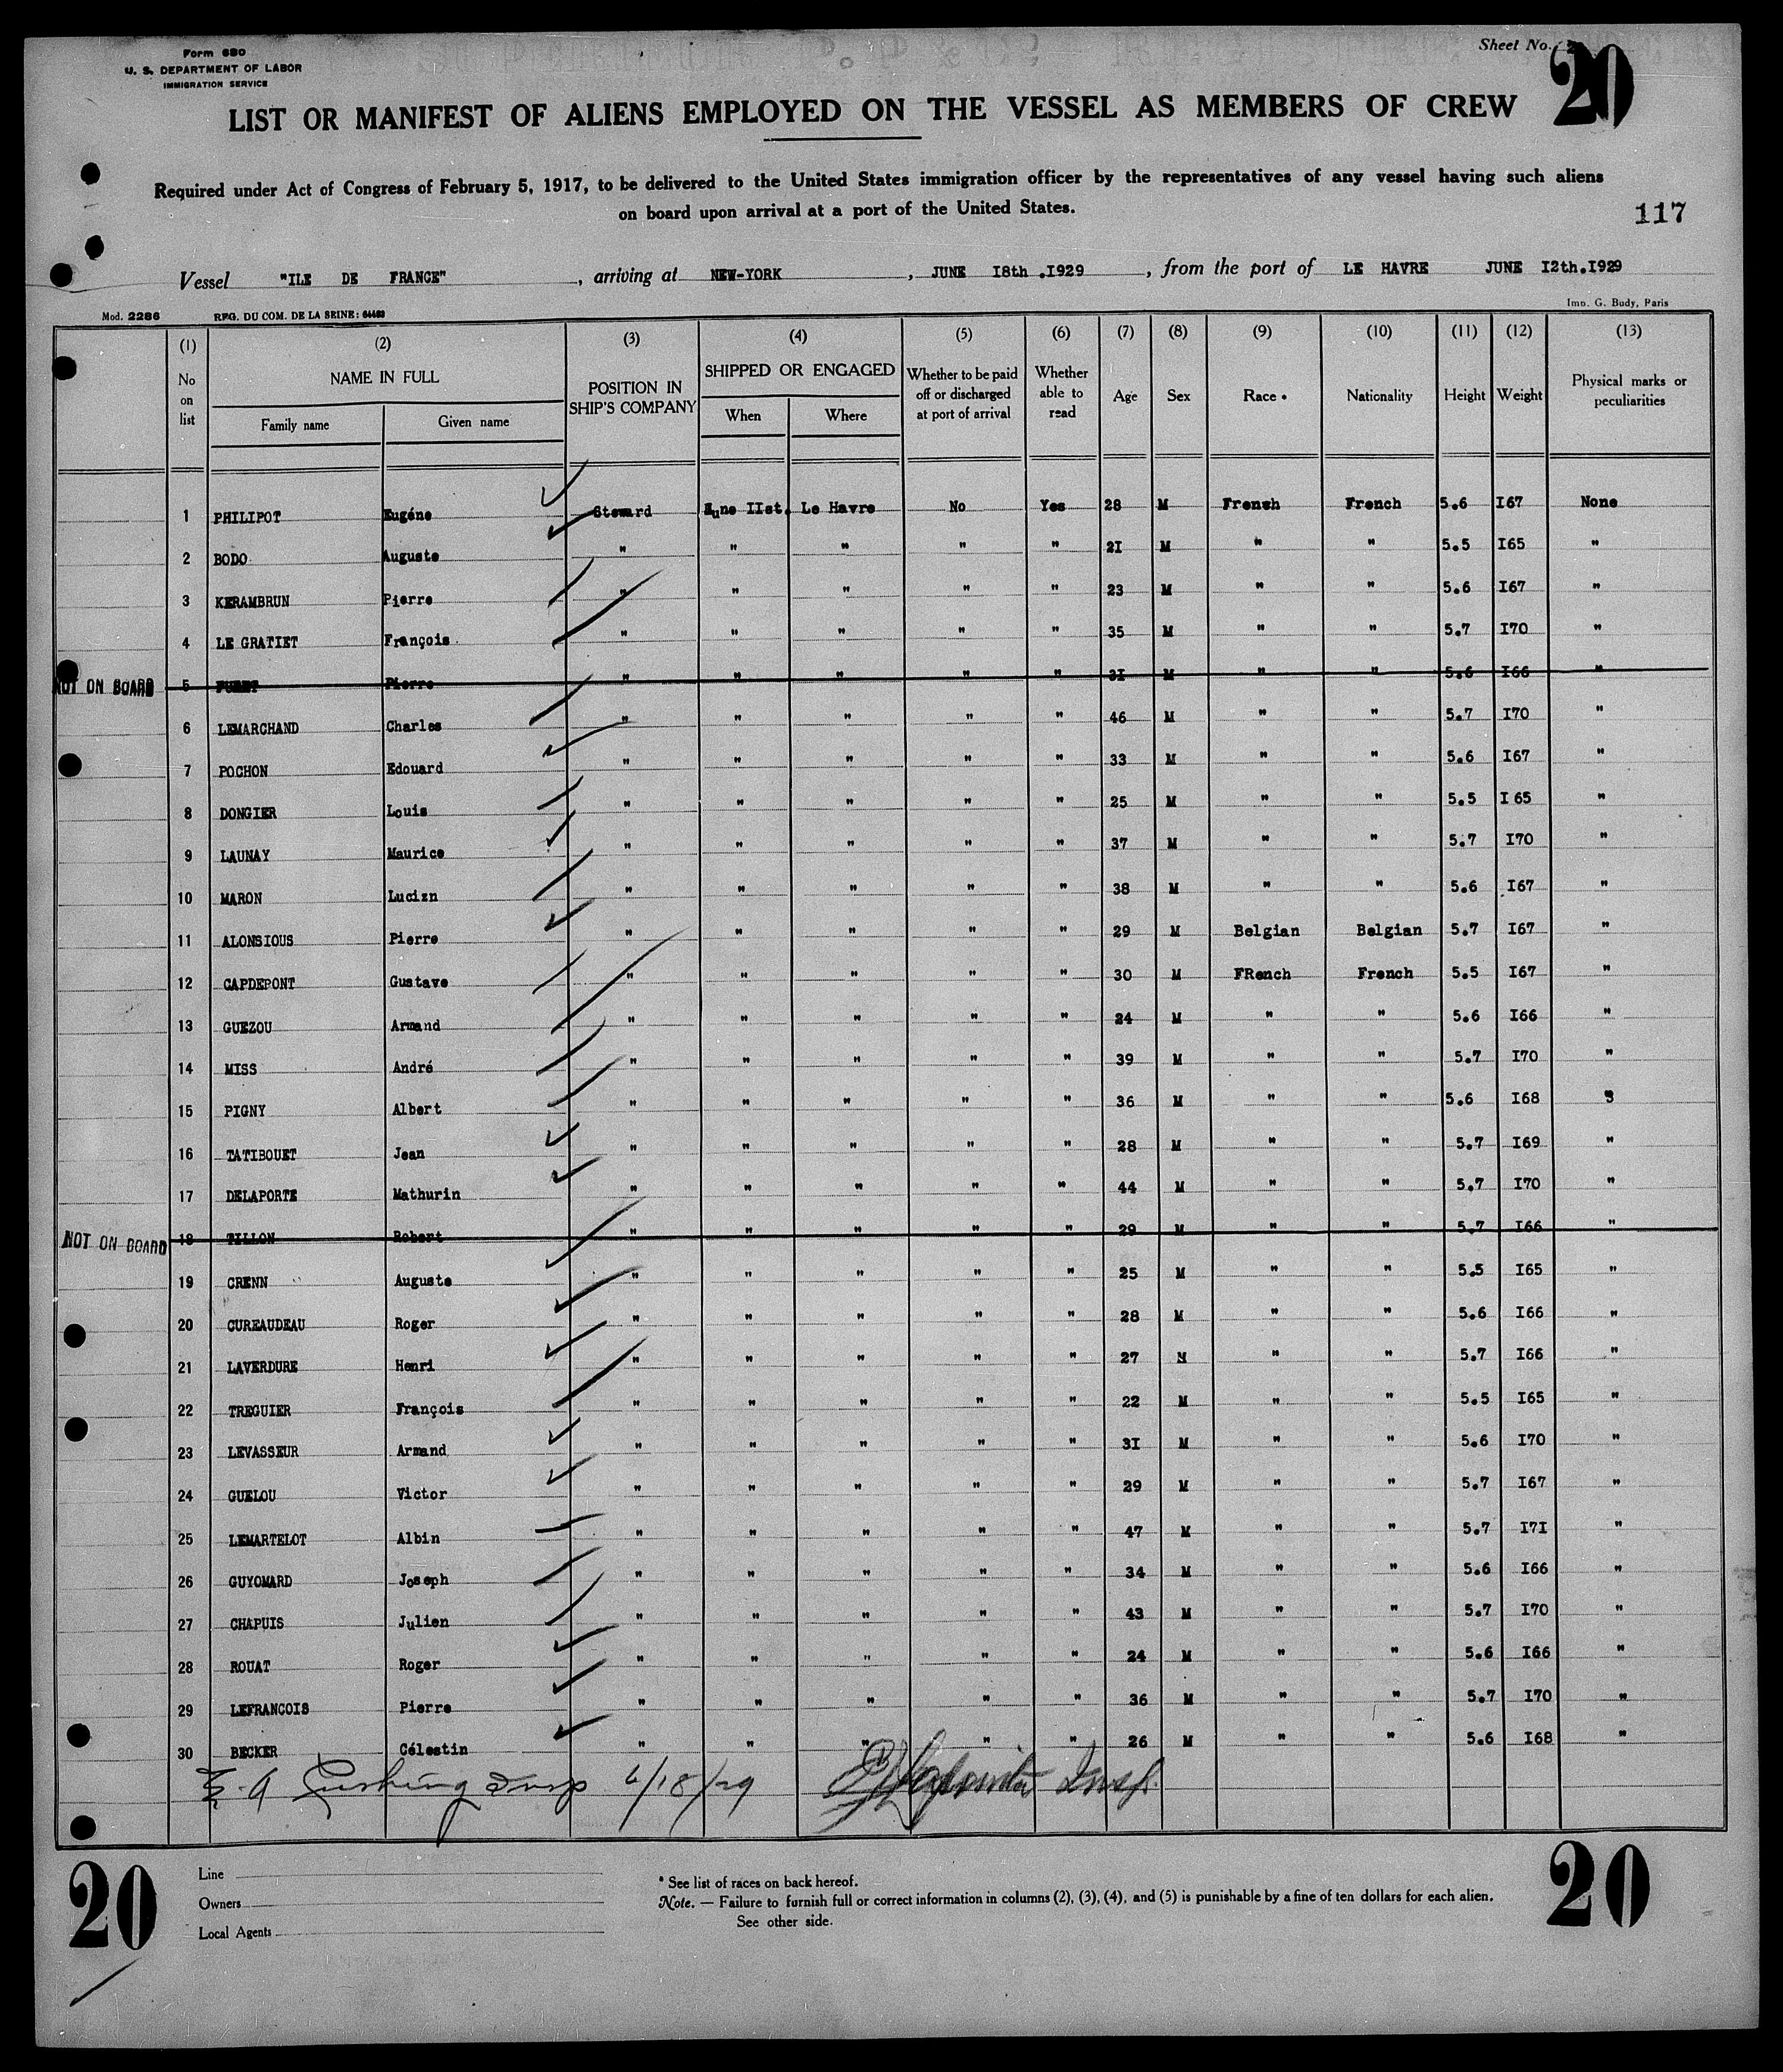 Form 680
U. S. DEPARTMENT OF LABOR
IMMIGRATION SERVICE
Sheet No.
20
LIST OR MANIFEST OF ALIENS EMPLOYED ON THE VESSEL AS MEMBERS OF CREW
Required under Act of Congress of February 5, 1917, to be delivered to the United States immigration officer by the representatives of any vessel having such aliens
on board upon arrival at a port of the United States.
117
Vessel "ILE DE FRANCE", arriving at NEW-YORK, JUNE I8th .I929, from the port of LE HAVRE JUNE I2th.I929
Mod. 2286 REG. DU COM. DE LA SEINE: Imp. G. Budy, Paris
(1) (2) (3) (4) (5) (6) (7) (8) (9) (10) (11) (12) (13)
No on list NAME IN FULL Family name Given name POSITION IN SHIP'S COMPANY SHIPPED OR ENGAGED When Where Whether to be paid off or discharged at port of arrival Whether able to read Age Sex Race * Nationality Height Weight Physical marks or peculiarities
1 PHILIPOT Eugéne Steward June IIst. Le Havre No Yes 28 M French French 5.6 I67 None
2 BODO Auguste " " " " " 2I M " " 5.5 I65 "
3 KERAMBRUN Pierre " " " " " 23 M " " 5.6 I67 "
4 LE GRATIET François " " " " " 35 M " " 5.7 I70 "
NOT ON BOARD 5 Pierre " " " " " 3I M " " 5.6 I66 "
6 LEMARCHAND Charles " " " " " 46 M " " 5.7 I70 "
7 POCHON Edouard " " " " " 33 M " " 5.6 I67 "
8 DONGIER Louis " " " " " 25 M " " 5.5 I 65 "
9 LAUNAY Maurice " " " " " 37 M " " 5.7 I70 "
10 MARON Lucizn " " " " " 38 M " " 5.6 I67 "
11 ALONSIOUS Pierre " " " " " 29 M Belgian Belgian 5.7 I67 "
12 CAPDEPONT Gustave " " " " " 30 M FRench French 5.5 I67 "
13 GUEZOU Armand " " " " " 24 M " " 5.6 I66 "
14 MISS André " " " " " 39 M " " 5.7 I70 "
15 PIGNY Albert " " " " " 36 M " " 5.6 I68
16 TATIBOUET Jean " " " " " 28 M " " 5.7 I69 "
17 DELAPORTE Mathurin " " " " " 44 M " " 5.7 I70 "
NOT ON BOARD 18 TILLON Robert " " " " " 29 M " " 5.7 I66 "
19 CRENN Auguste " " " " " 25 M " " 5.5 I65 "
20 CUREAUDEAU Roger " " " " " 28 M " " 5.6 I66 "
21 LAVERDURE Henri " " " " " 27 M " " 5.7 I66 "
22 TREGUIER François " " " " " 22 M " " 5.5 I65 "
23 LEVASSEUR Armand " " " " " 3I M " " 5.6 I70 "
24 GUELOU Victor " " " " " 29 M " " 5.7 I67 "
25 LEMARTELOT Albin " " " " " 47 M " " 5.7 I7I "
26 GUYOMARD Joseph " " " " " 34 M " " 5.6 I66 "
27 CHAPUIS Julien " " " " " 43 M " " 5.7 I70 "
28 ROUAT Roger " " " " " 24 M " " 5.6 I66 "
29 LEFRANCOIS Pierre " " " " " 36 M " " 5.7 I70 "
30 BECKER Célestin " " " " " 26 M " " 5.6 I68 "
Cushing Insp 6/18/29 Insp.
20
Line
Owners
Local Agents
* See list of races on back hereof.
Note. — Failure to furnish full or correct information in columns (2), (3), (4), and (5) is punishable by a fine of ten dollars for each alien.
See other side.
20